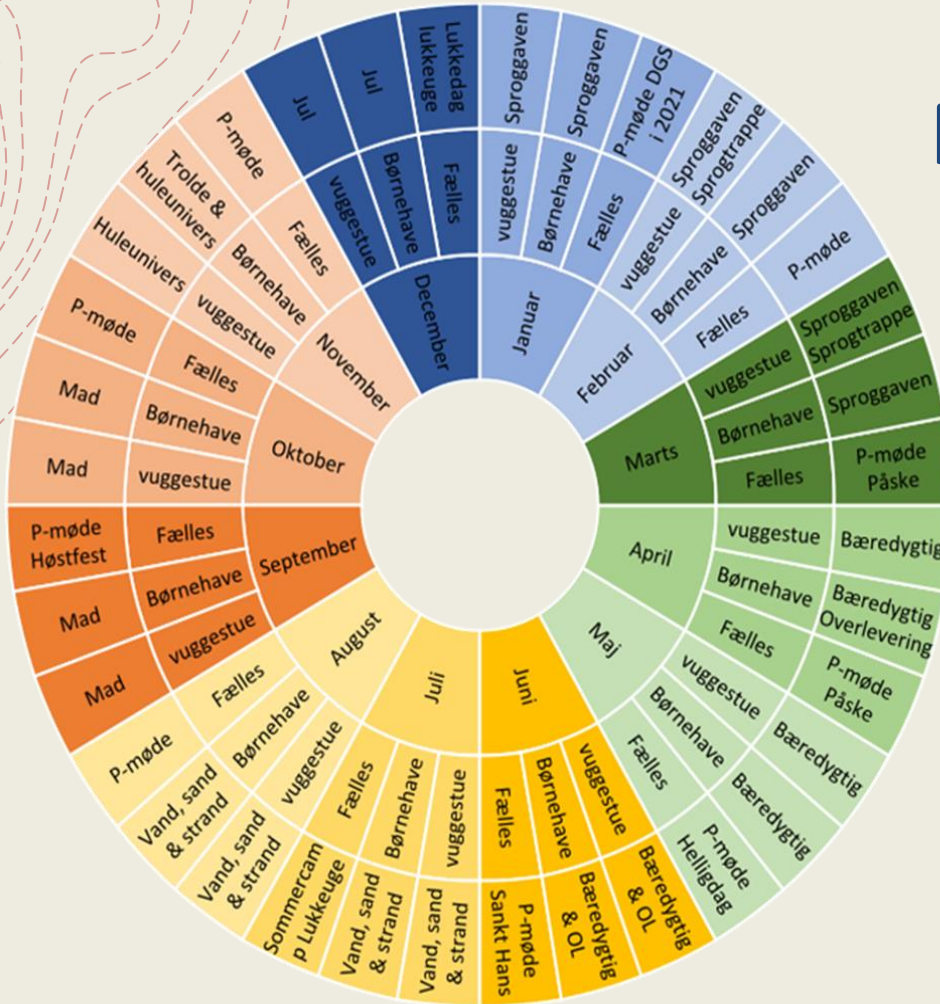 Januar
vuggestue
Sproggaven
Børnehave
Sproggaven
Fælles
P-møde DGS
i 2021
Februar
vuggestue
Sproggaven
Sprogtrappe
Børnehave
Sproggaven
Fælles
P-møde
Marts
vuggestue
Sproggaven
Sprogtrappe
Børnehave
Sproggaven
Fælles
P-møde
Påske
April
vuggestue
Bæredygtig
Børnehave
Bæredygtig
Overlevering
Fælles
P-møde
Påske
Maj
vuggestue
Bæredygtig
Børnehave
Bæredygtig
Fælles
P-møde
Helligdag
Juni
vuggestue
Bæredygtig
& OL
Børnehave
Bæredygtig
& OL
Fælles
P-møde
Sankt Hans
Juli
vuggestue
Vand, sand
& strand
Børnehave
Vand, sand
& strand
Fælles
Sommercam
p Lukkeuge
August
vuggestue
Vand, sand
& strand
Børnehave
Vand, sand
& strand
Fælles
P-møde
September
vuggestue
Mad
Børnehave
Mad
Fælles
P-møde
Høstfest
Oktober
vuggestue
Mad
Børnehave
Mad
Fælles
P-møde
November
vuggestue
Huleunivers
Børnehave
Trolde &
huleunivers
Fælles
P-møde
December
vuggestue
Jul
Børnehave
Jul
Fælles
Lukkedag
lukkeuge